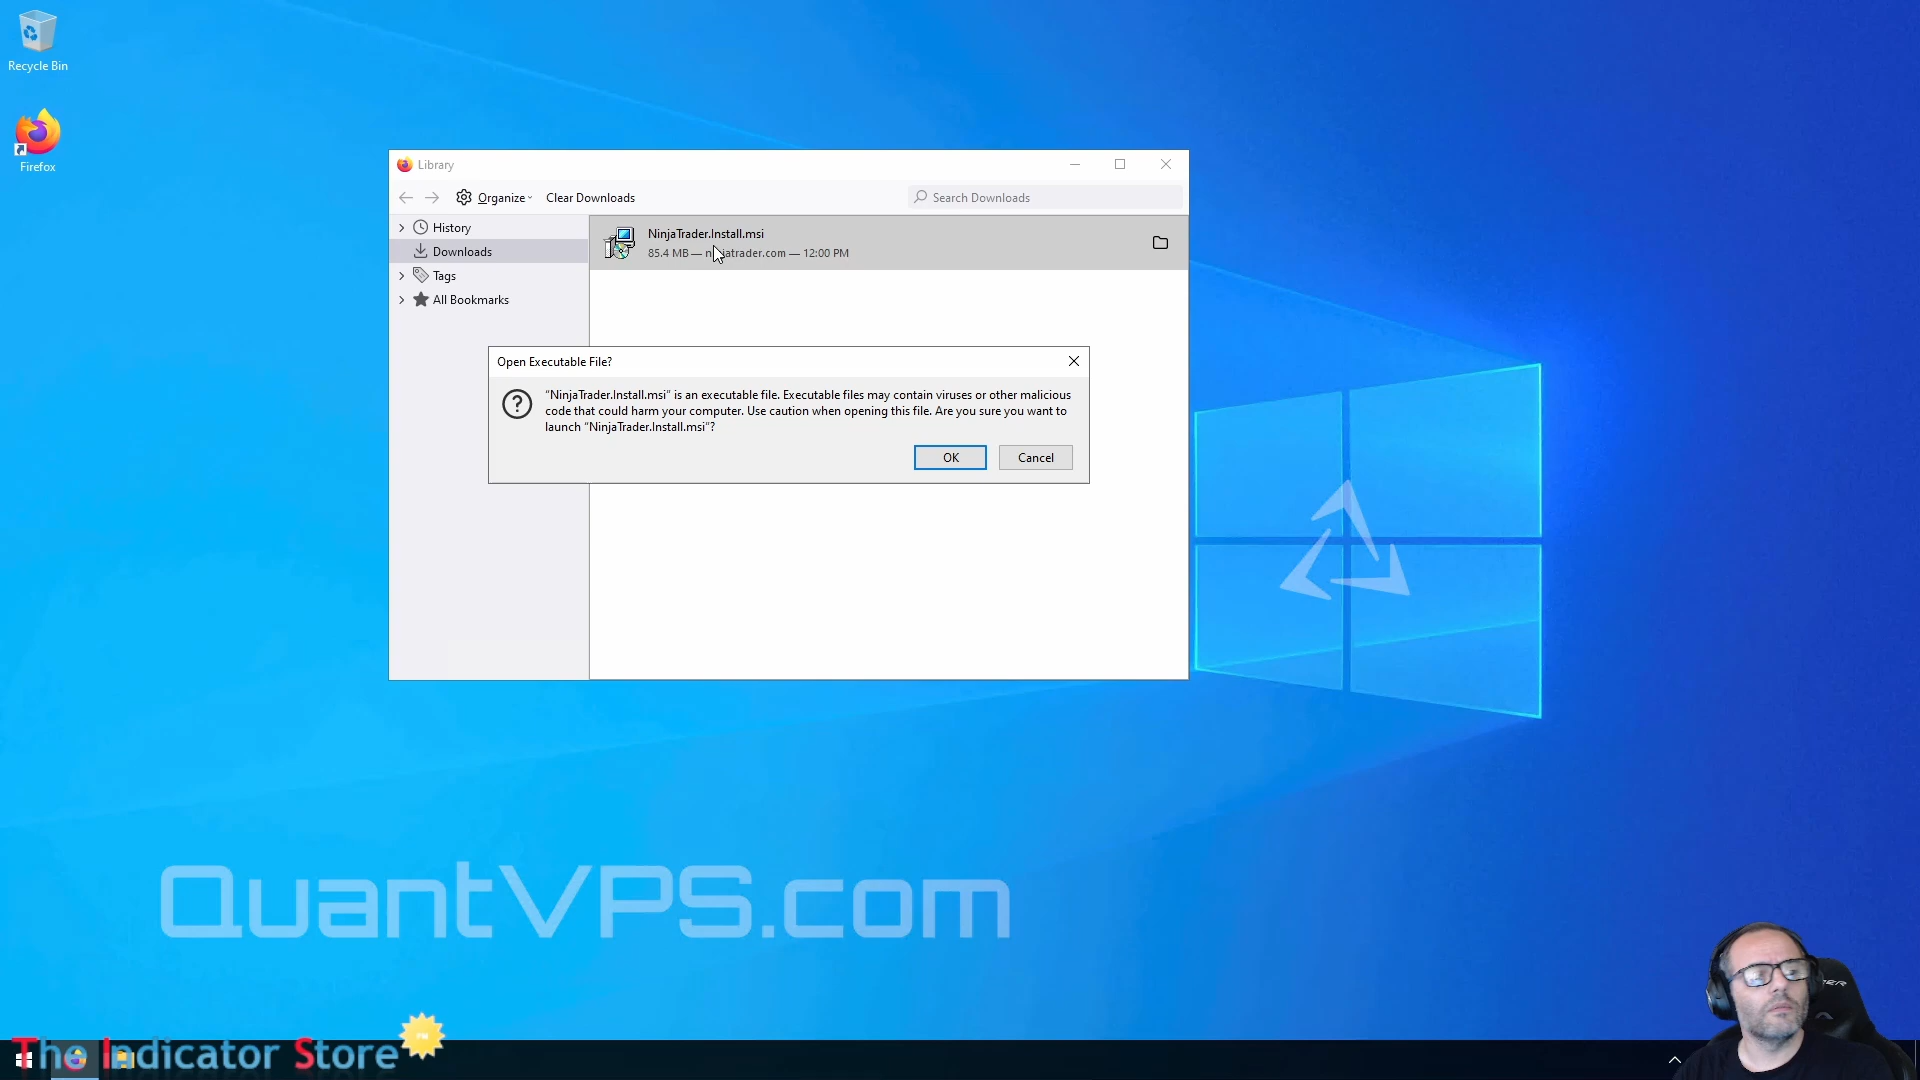 Recycle Bin
Firefox
Library
Organize
Clear Downloads
Search Downloads
History
Downloads
Tags
All Bookmarks
NinjaTrader.Install.msi
85.4 MB — ninjatrader.com — 12:00 PM
Open Executable File?
“NinjaTrader.Install.msi” is an executable file. Executable files may contain viruses or other malicious
code that could harm your computer. Use caution when opening this file. Are you sure you want to
launch “NinjaTrader.Install.msi”?
OK
Cancel
QuantVPS.com
The Indicator Store